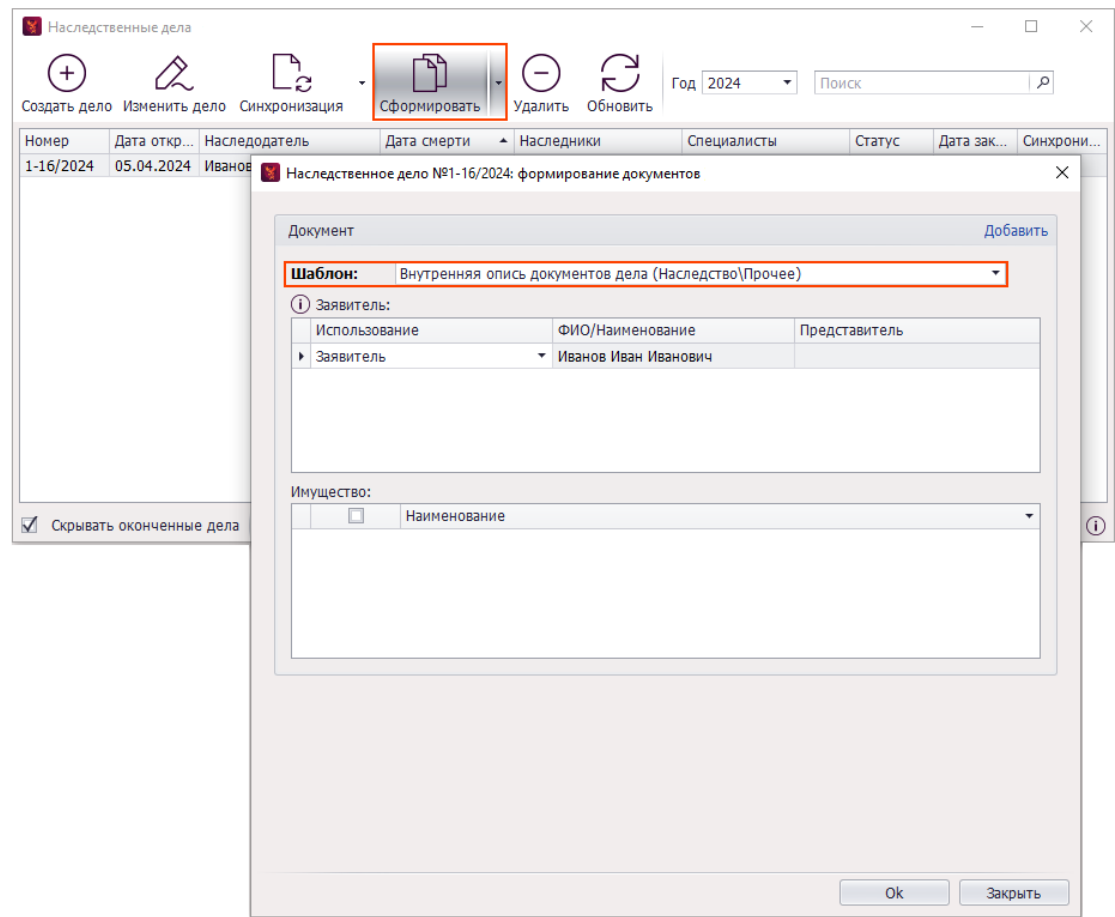 Наследственные дела
Создать дело Изменить дело Синхронизация Сформировать Удалить Обновить Год 2024 Поиск
Номер Дата откр... Наследодатель Дата смерти Наследники Специалисты Статус Дата зак... Синхрони...
1-16/2024 05.04.2024 Иванов
Наследственное дело №1-16/2024: формирование документов
Документ Добавить
Шаблон: Внутренняя опись документов дела (Наследство\Прочее)
Заявитель:
Использование ФИО/Наименование Представитель
Заявитель Иванов Иван Иванович
Имущество:
Наименование
Скрывать оконченные дела
Ok Закрыть